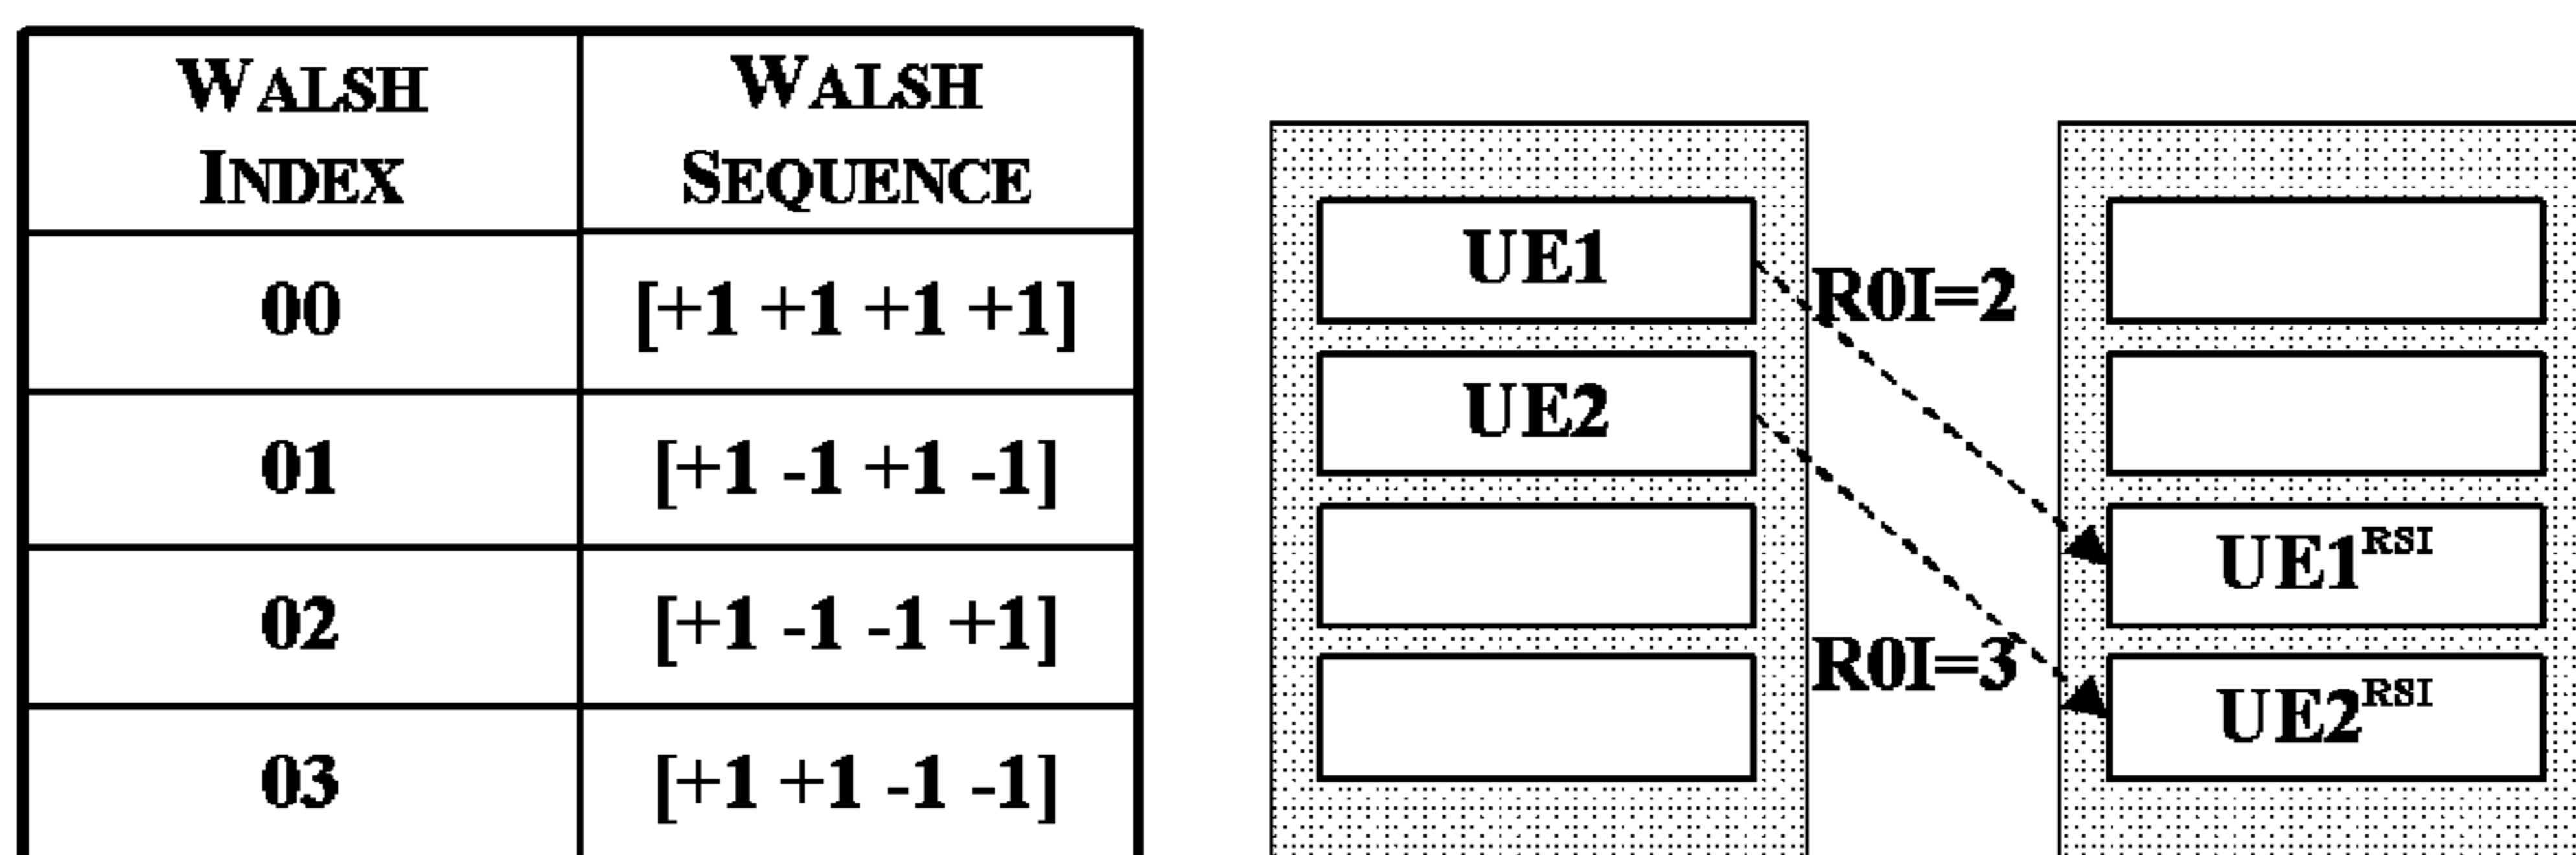 WALSH INDEX WALSH SEQUENCE
00 [+1 +1 +1 +1]
01 [+1 -1 +1 -1]
02 [+1 -1 -1 +1]
03 [+1 +1 -1 -1]
UE1
R0I=2
UE2
UE1RSI
R0I=3
UE2RSI